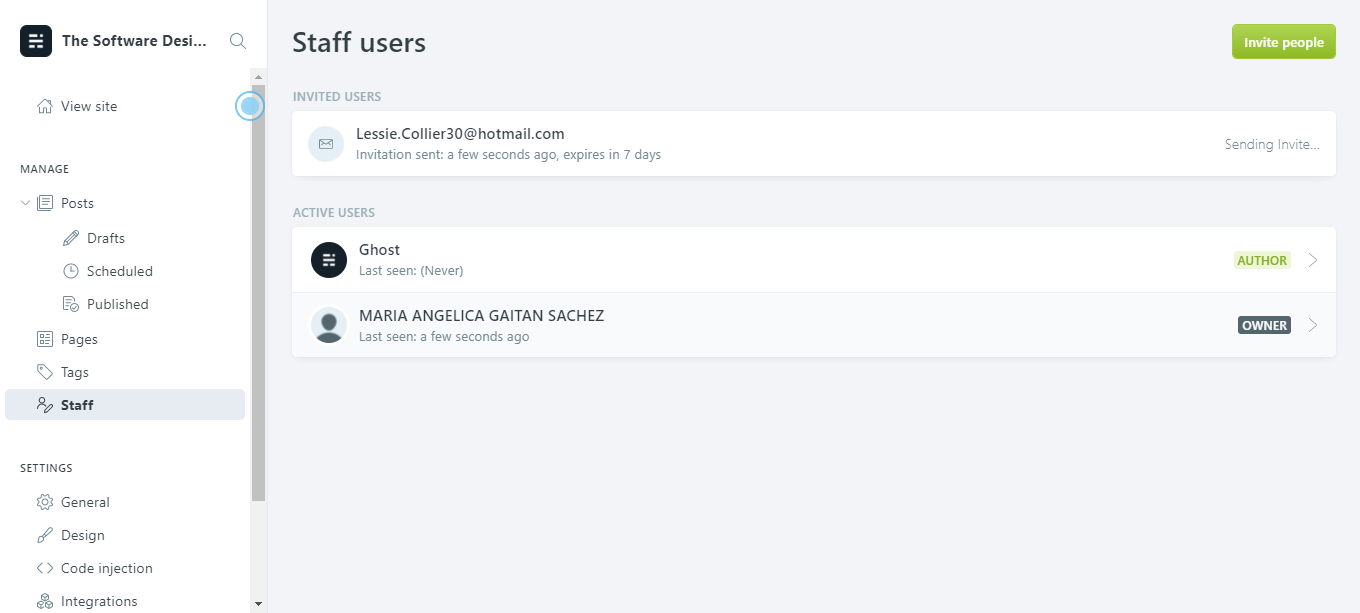 The Software Desi...
View site
MANAGE
Posts
Drafts
Scheduled
Published
Pages
Tags
Staff
SETTINGS
General
Design
Code injection
Integrations
Staff users
Invite people
INVITED USERS
Lessie.Collier30@hotmail.com
Invitation sent: a few seconds ago, expires in 7 days
Sending Invite...
ACTIVE USERS
Ghost
Last seen: (Never)
AUTHOR
MARIA ANGELICA GAITAN SACHEZ
Last seen: a few seconds ago
OWNER